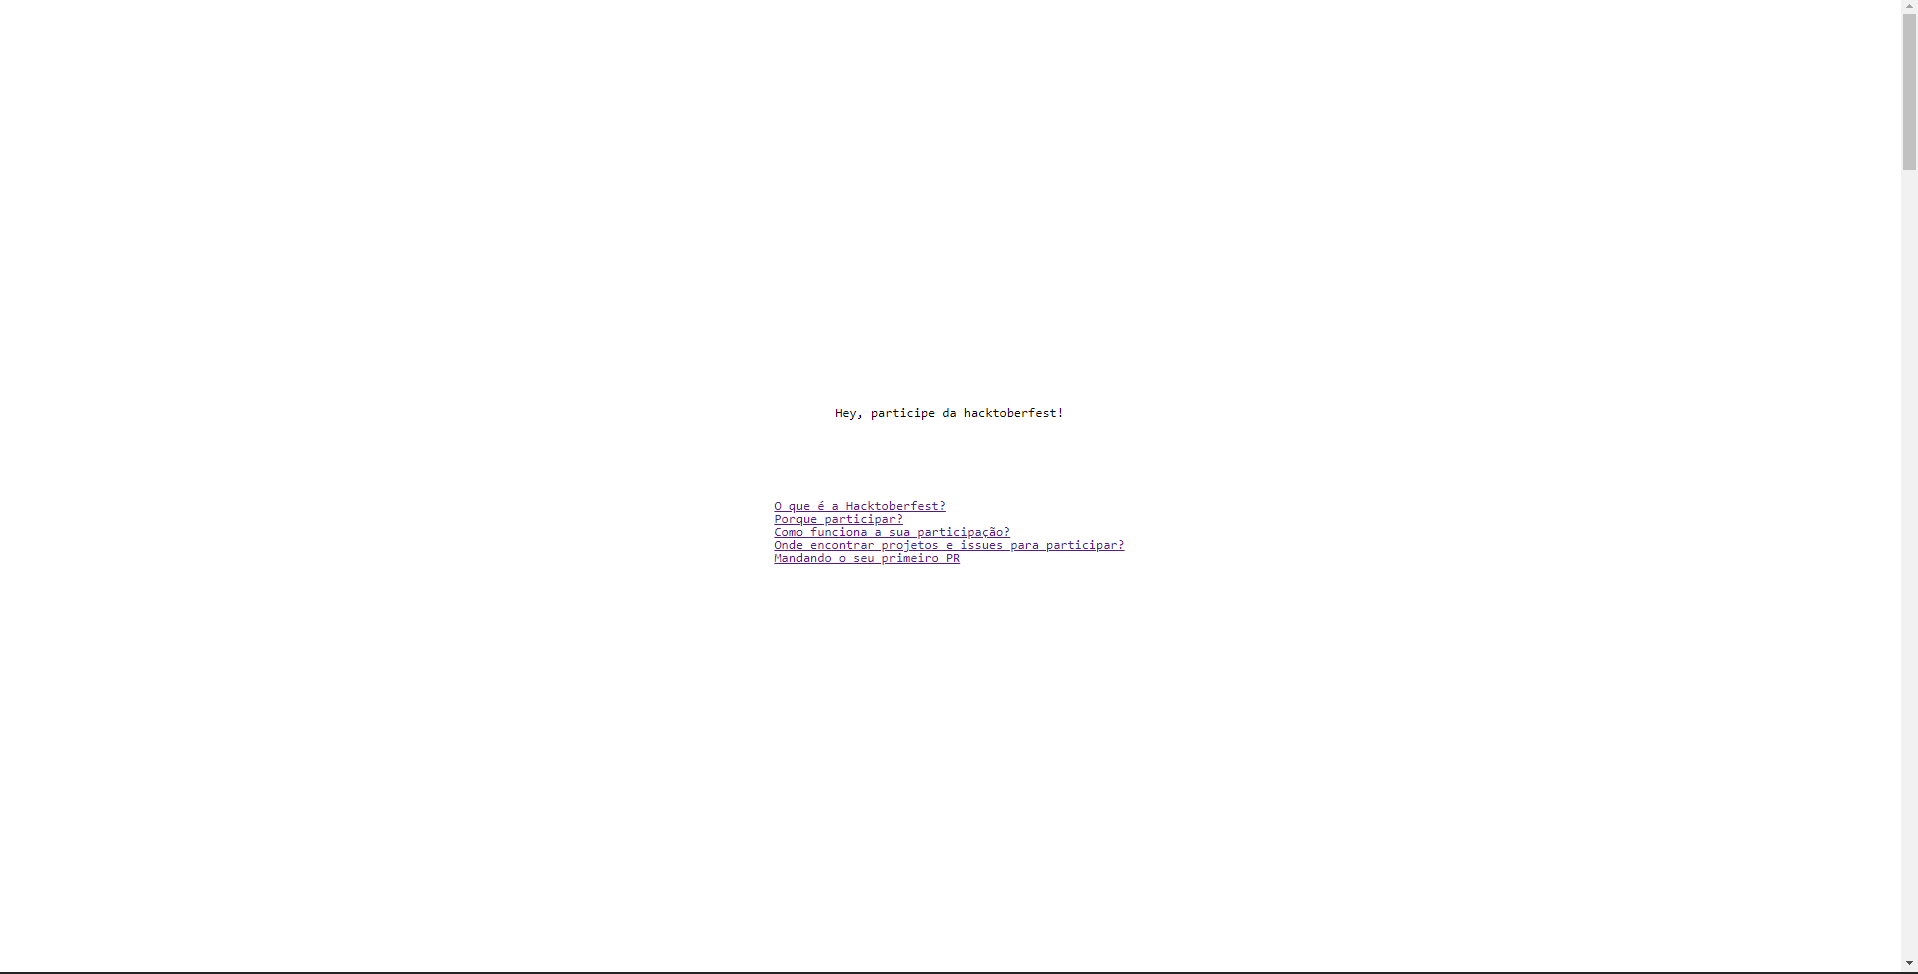 Hey, participe da hacktoberfest!
O que é a Hacktoberfest?
Porque participar?
Como funciona a sua participação?
Onde encontrar projetos e issues para participar?
Mandando o seu primeiro PR